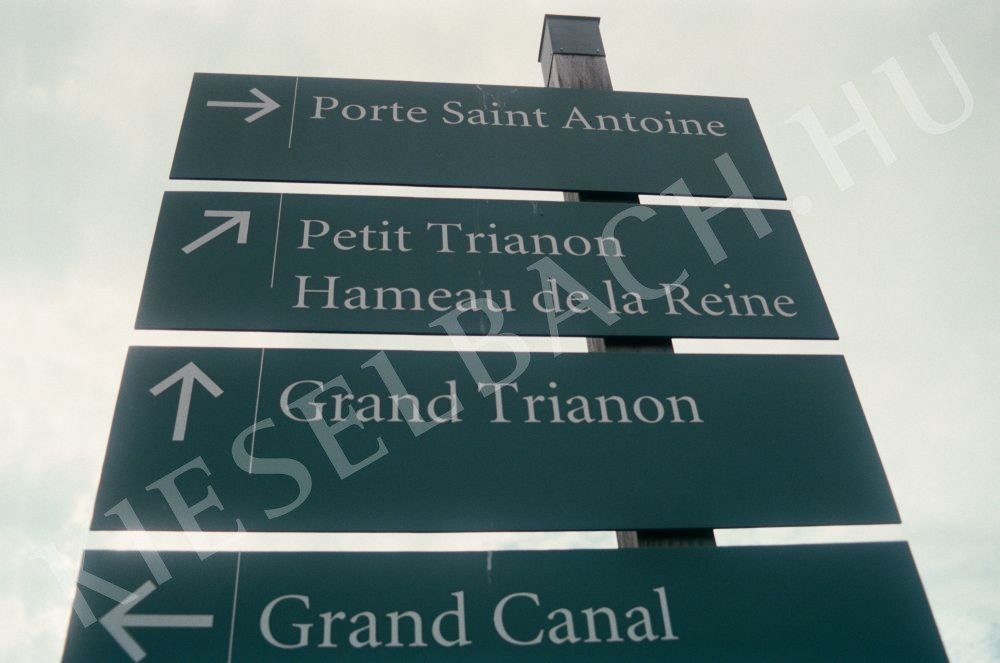 Porte Saint Antoine
Petit Trianon
Hameau de la Reine
Grand Trianon
Grand Canal
KIESELBACH.HU